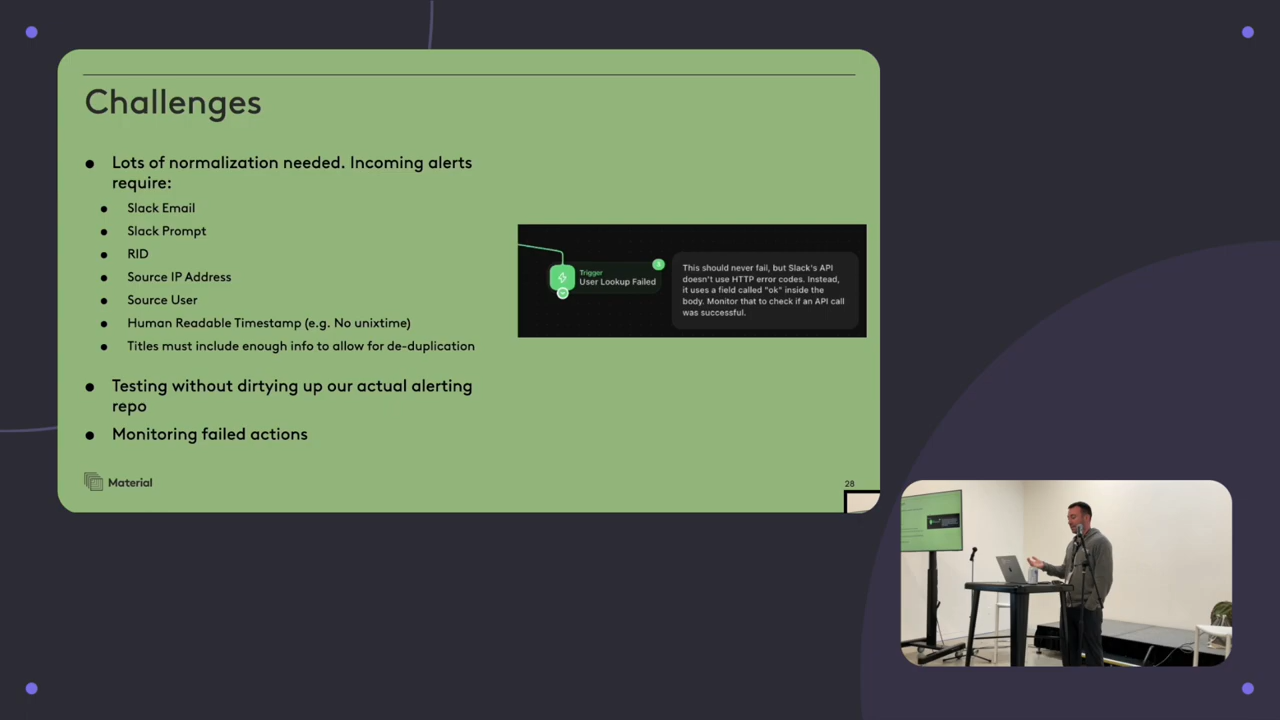 Challenges
Lots of normalization needed. Incoming alerts
require:
Slack Email
Slack Prompt
RID
Source IP Address
Source User
Human Readable Timestamp (e.g. No unixtime)
Titles must include enough info to allow for de-duplication
Testing without dirtying up our actual alerting
repo
Monitoring failed actions
Trigger
User Lookup Failed
This should never fail, but Slack's API
doesn't use HTTP error codes. Instead,
it uses a field called "ok" inside the
body. Monitor that to check if an API call
was successful.
Material
28